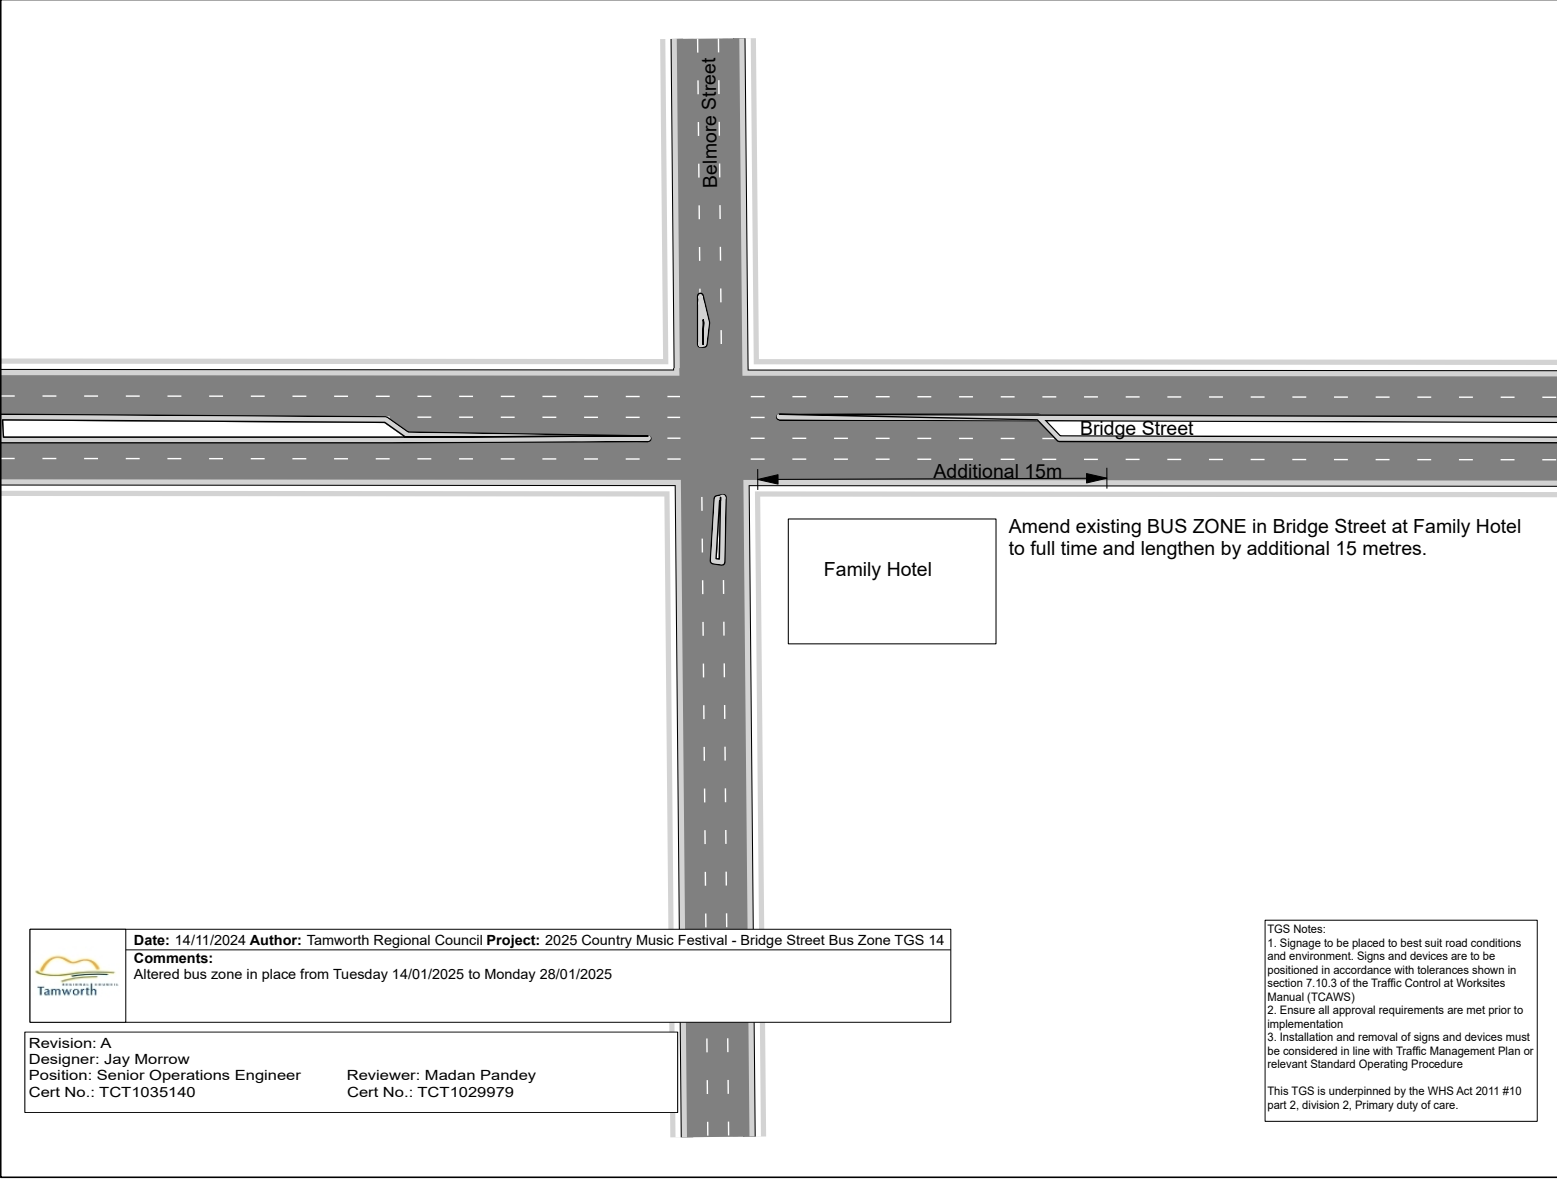 Belmore Street
Bridge Street
Additional 15m
Amend existing BUS ZONE in Bridge Street at Family Hotel
to full time and lengthen by additional 15 metres.
Family Hotel
Date: 14/11/2024 Author: Tamworth Regional Council Project: 2025 Country Music Festival - Bridge Street Bus Zone TGS 14
Comments:
Altered bus zone in place from Tuesday 14/01/2025 to Monday 28/01/2025
REGIONAL COUNCIL
Tamworth
Revision: A
Designer: Jay Morrow
Position: Senior Operations Engineer Reviewer: Madan Pandey
Cert No.: TCT1035140 Cert No.: TCT1029979
TGS Notes:
1. Signage to be placed to best suit road conditions
and environment. Signs and devices are to be
positioned in accordance with tolerances shown in
section 7.10.3 of the Traffic Control at Worksites
Manual (TCAWS)
2. Ensure all approval requirements are met prior to
implementation
3. Installation and removal of signs and devices must
be considered in line with Traffic Management Plan or
relevant Standard Operating Procedure
This TGS is underpinned by the WHS Act 2011 #10
part 2, division 2, Primary duty of care.